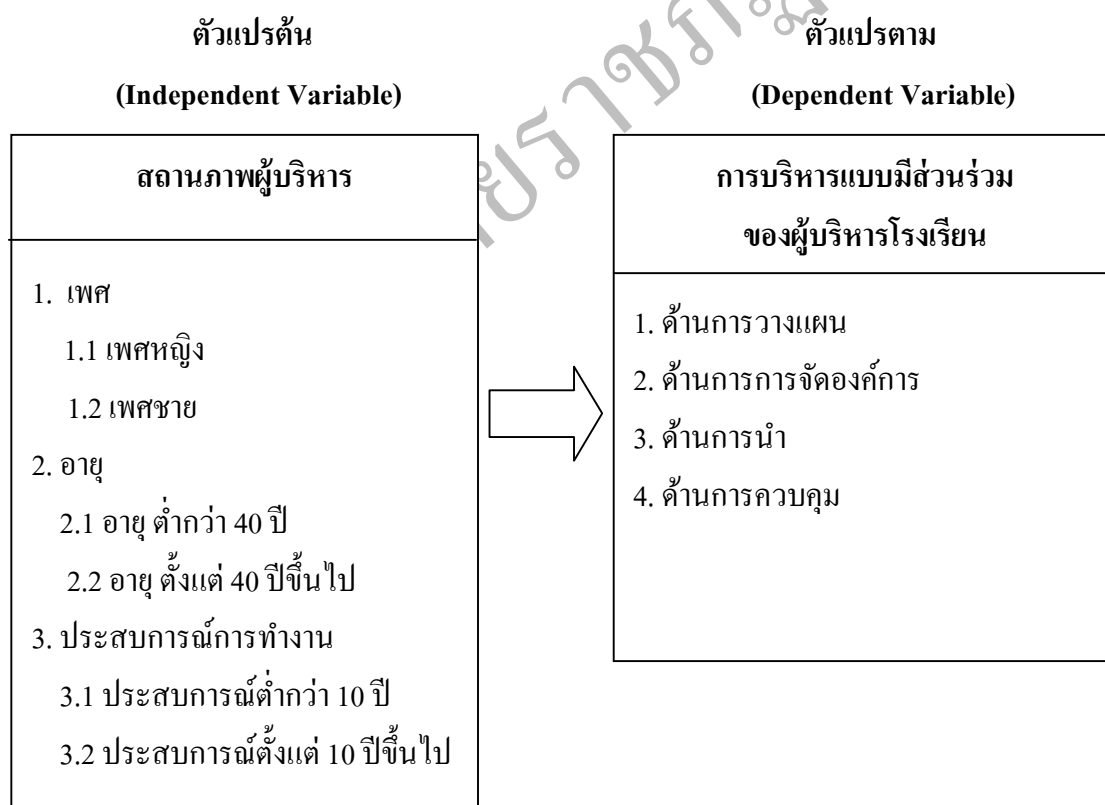 ตัวแปรต้น
(Independent Variable)
สถานภาพผู้บริหาร
1. เพศ
1.1 เพศหญิง
1.2 เพศชาย
2. อายุ
2.1 อายุ ต่ำกว่า 40 ปี
2.2 อายุ ตั้งแต่ 40 ปีขึ้นไป
3. ประสบการณ์การทำงาน
3.1 ประสบการณ์ต่ำกว่า 10 ปี
3.2 ประสบการณ์ตั้งแต่ 10 ปีขึ้นไป
ตัวแปรตาม
(Dependent Variable)
การบริหารแบบมีส่วนร่วม
ของผู้บริหารโรงเรียน
1. ด้านการวางแผน
2. ด้านการการจัดองค์การ
3. ด้านการนำ
4. ด้านการควบคุม